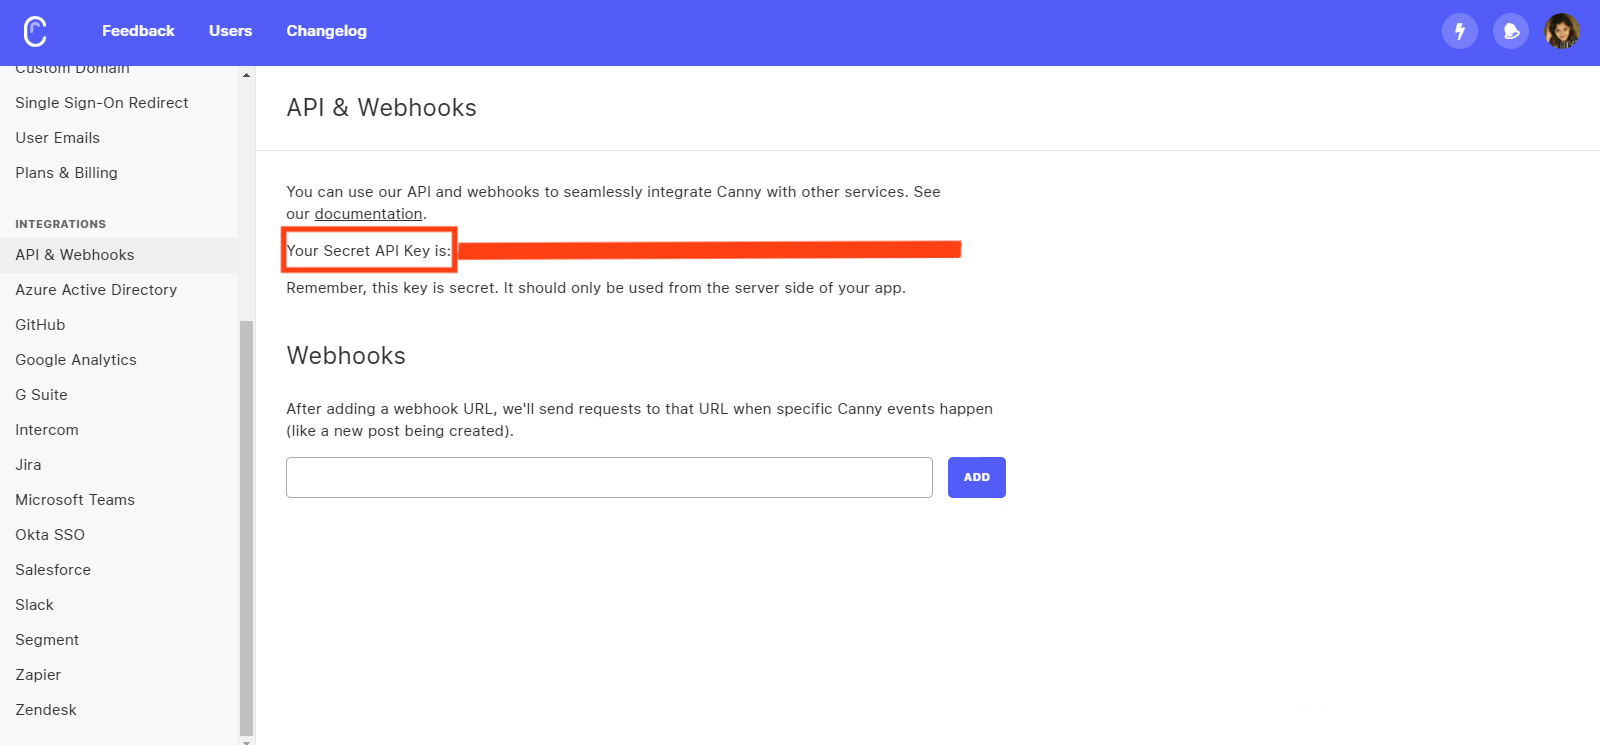 Feedback
Users
Changelog
Custom Domain
Single Sign-On Redirect
User Emails
Plans & Billing
INTEGRATIONS
API & Webhooks
Azure Active Directory
GitHub
Google Analytics
G Suite
Intercom
Jira
Microsoft Teams
Okta SSO
Salesforce
Slack
Segment
Zapier
Zendesk
API & Webhooks
You can use our API and webhooks to seamlessly integrate Canny with other services. See
our documentation.
Your Secret API Key is:
Remember, this key is secret. It should only be used from the server side of your app.
Webhooks
After adding a webhook URL, we'll send requests to that URL when specific Canny events happen
(like a new post being created).
ADD